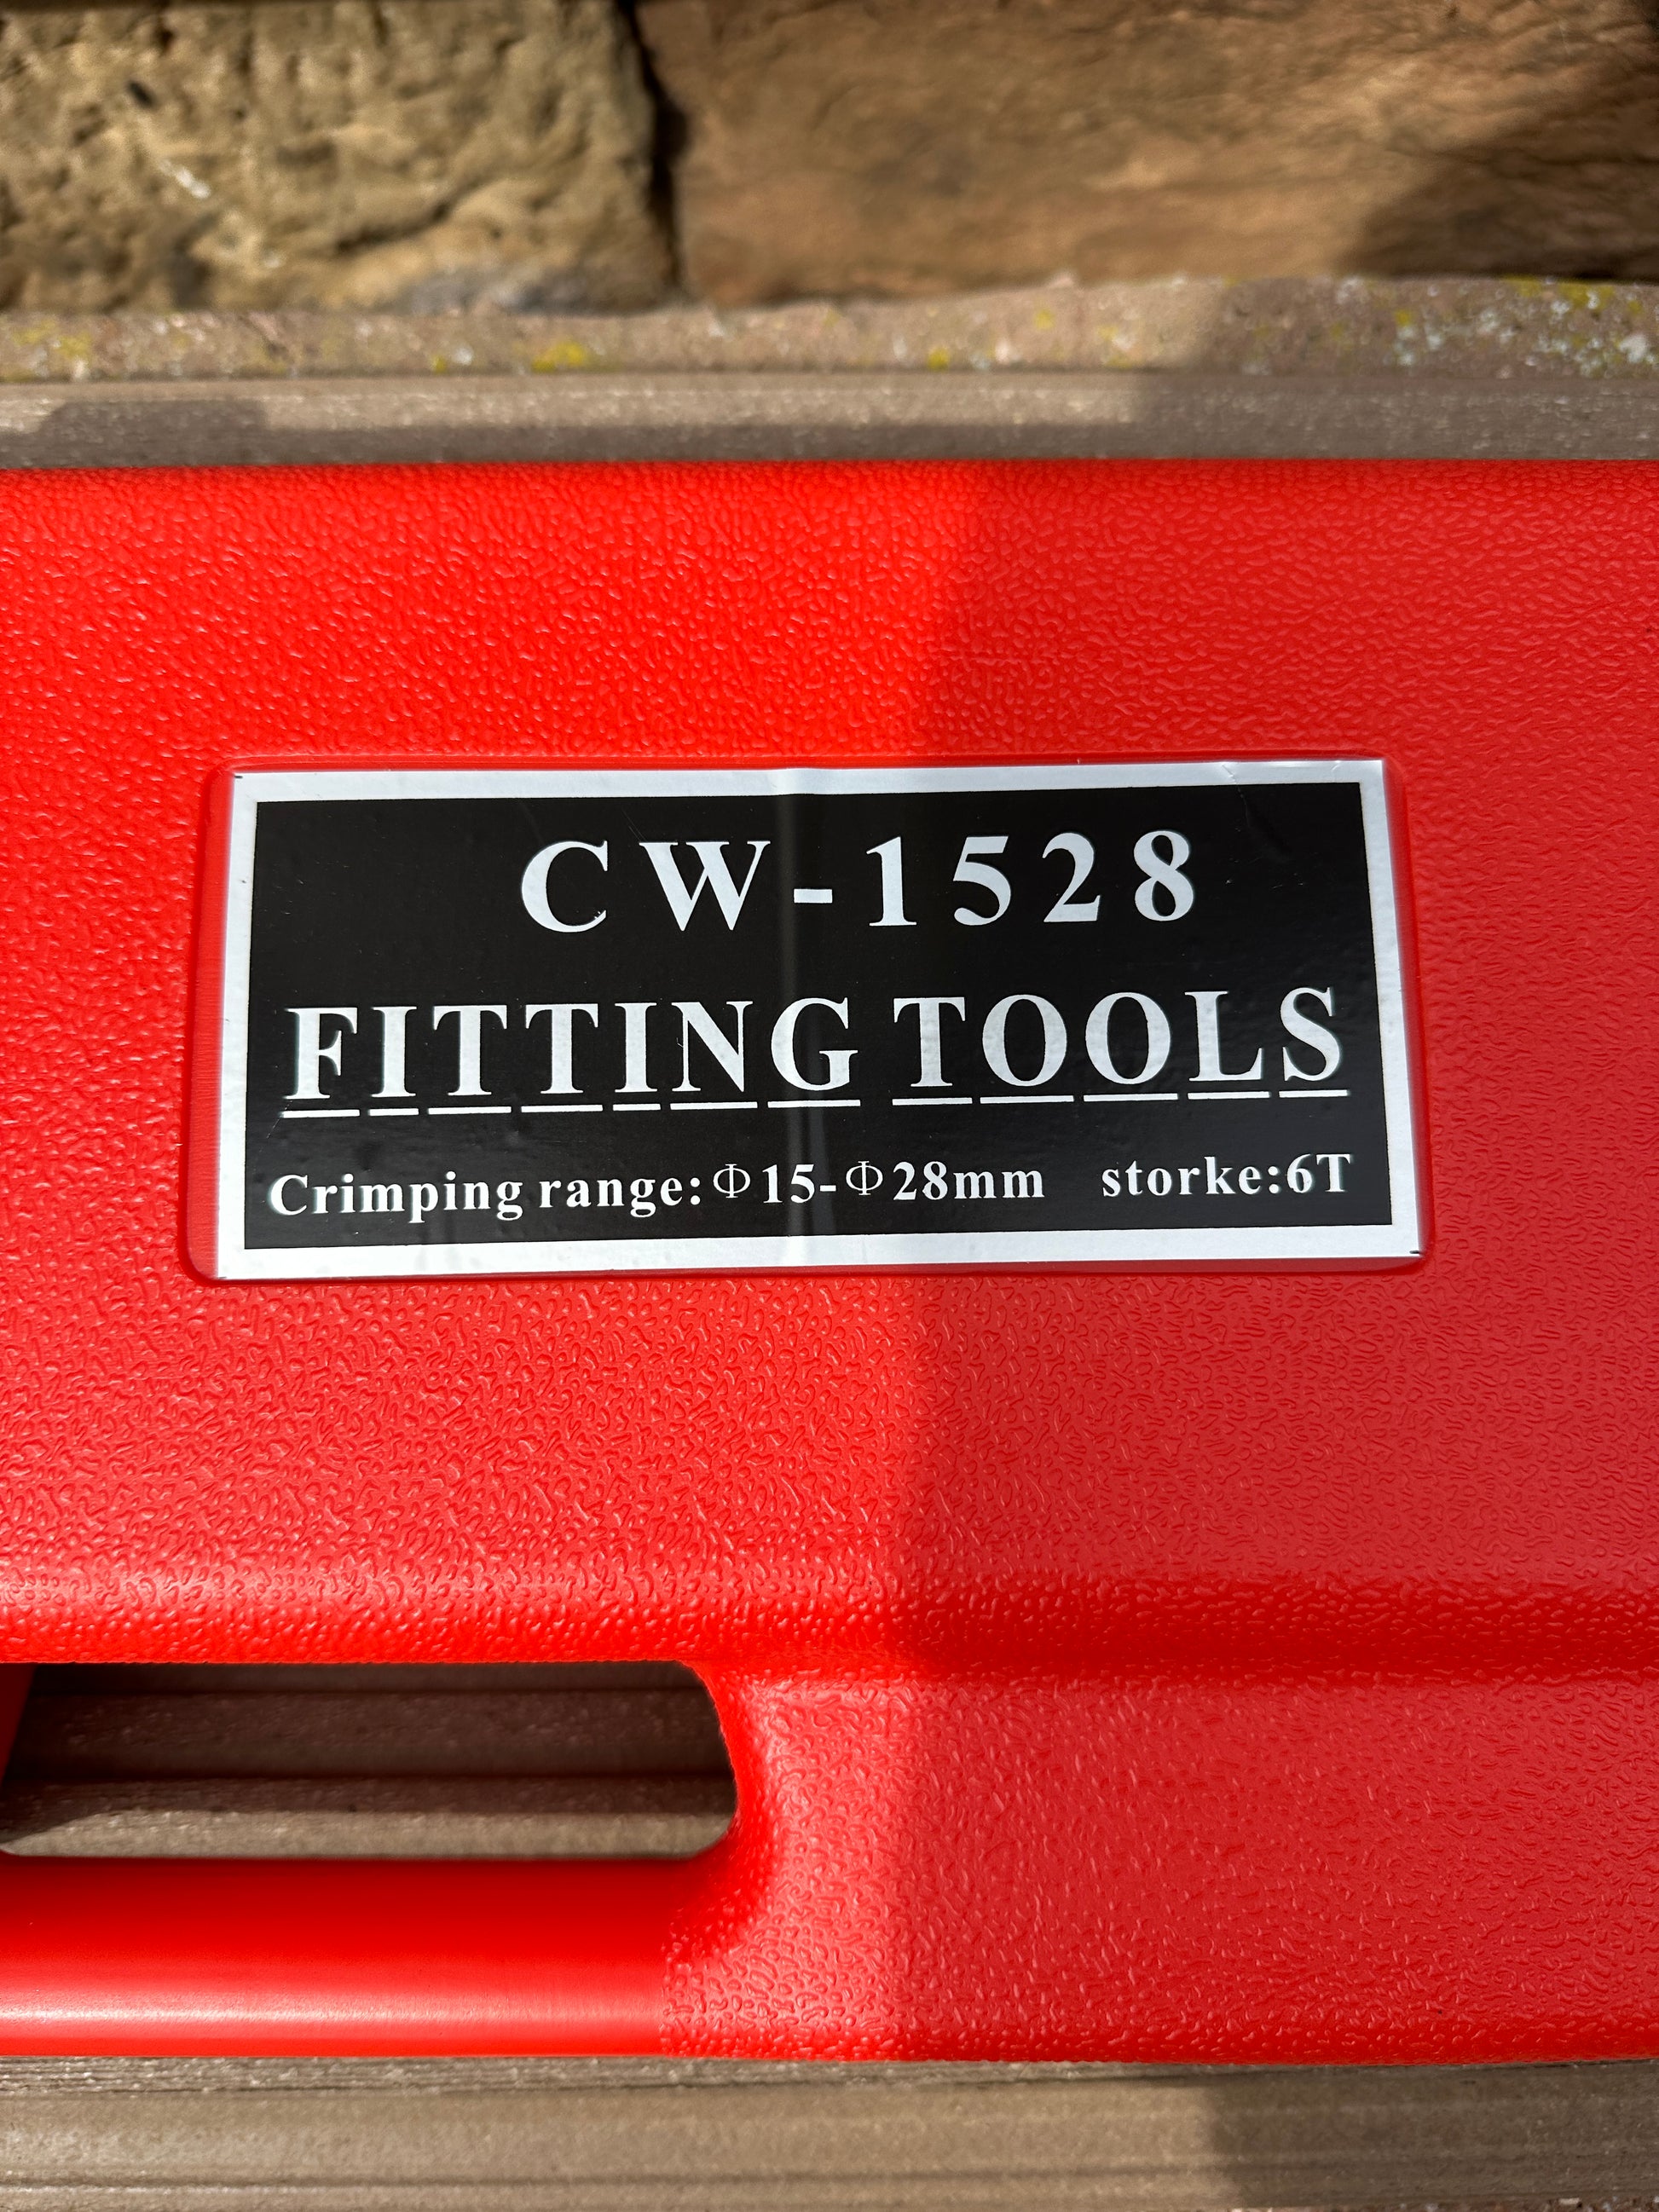 CW-1528
FITTING TOOLS
Crimping range:Φ15-Φ28mm storke:6T